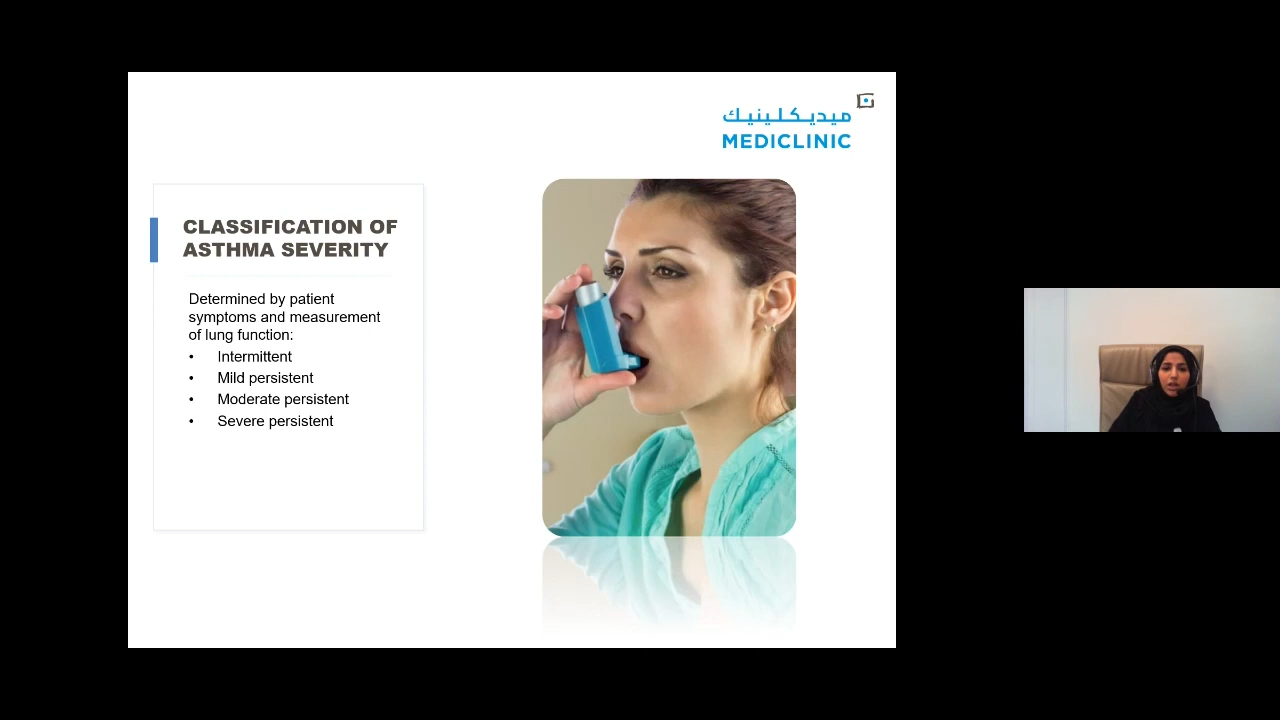 ميديكلينيك
MEDICLINIC
CLASSIFICATION OF
ASTHMA SEVERITY
Determined by patient
symptoms and measurement
of lung function:
• Intermittent
• Mild persistent
• Moderate persistent
• Severe persistent